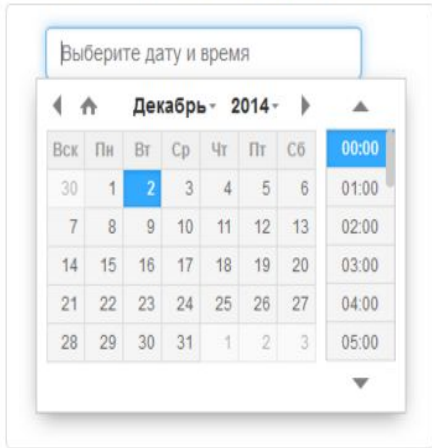 Выберите дату и время
Декабрь 2014
Вск Пн Вт Ср Чт Пт Сб 00:00
30 1 2 3 4 5 6 01:00
7 8 9 10 11 12 13 02:00
14 15 16 17 18 19 20 03:00
21 22 23 24 25 26 27 04:00
28 29 30 31 1 2 3 05:00